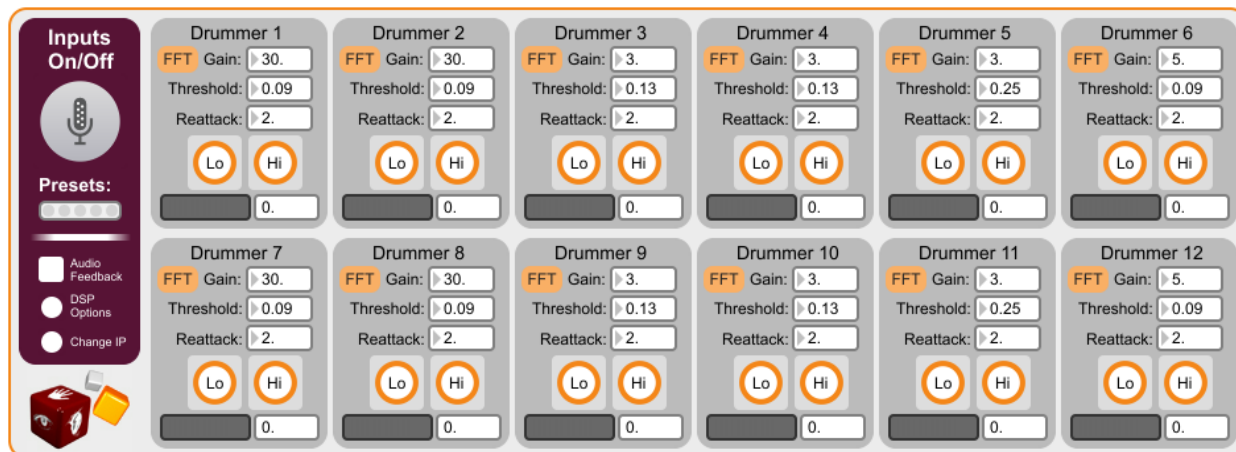 Inputs
On/Off
Presets:
Audio
Feedback
DSP
Options
Change IP
Drummer 1
FFT Gain: 30.
Threshold: 0.09
Reattack: 2.
Lo Hi
0.
Drummer 2
FFT Gain: 30.
Threshold: 0.09
Reattack: 2.
Lo Hi
0.
Drummer 3
FFT Gain: 3.
Threshold: 0.13
Reattack: 2.
Lo Hi
0.
Drummer 4
FFT Gain: 3.
Threshold: 0.13
Reattack: 2.
Lo Hi
0.
Drummer 5
FFT Gain: 3.
Threshold: 0.25
Reattack: 2.
Lo Hi
0.
Drummer 6
FFT Gain: 5.
Threshold: 0.09
Reattack: 2.
Lo Hi
0.
Drummer 7
FFT Gain: 30.
Threshold: 0.09
Reattack: 2.
Lo Hi
0.
Drummer 8
FFT Gain: 30.
Threshold: 0.09
Reattack: 2.
Lo Hi
0.
Drummer 9
FFT Gain: 3.
Threshold: 0.13
Reattack: 2.
Lo Hi
0.
Drummer 10
FFT Gain: 3.
Threshold: 0.13
Reattack: 2.
Lo Hi
0.
Drummer 11
FFT Gain: 3.
Threshold: 0.25
Reattack: 2.
Lo Hi
0.
Drummer 12
FFT Gain: 5.
Threshold: 0.09
Reattack: 2.
Lo Hi
0.